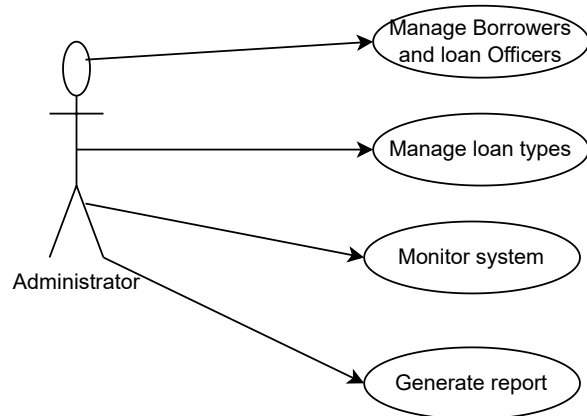 Manage Borrowers
and loan Officers
Manage loan types
Monitor system
Administrator
Generate report